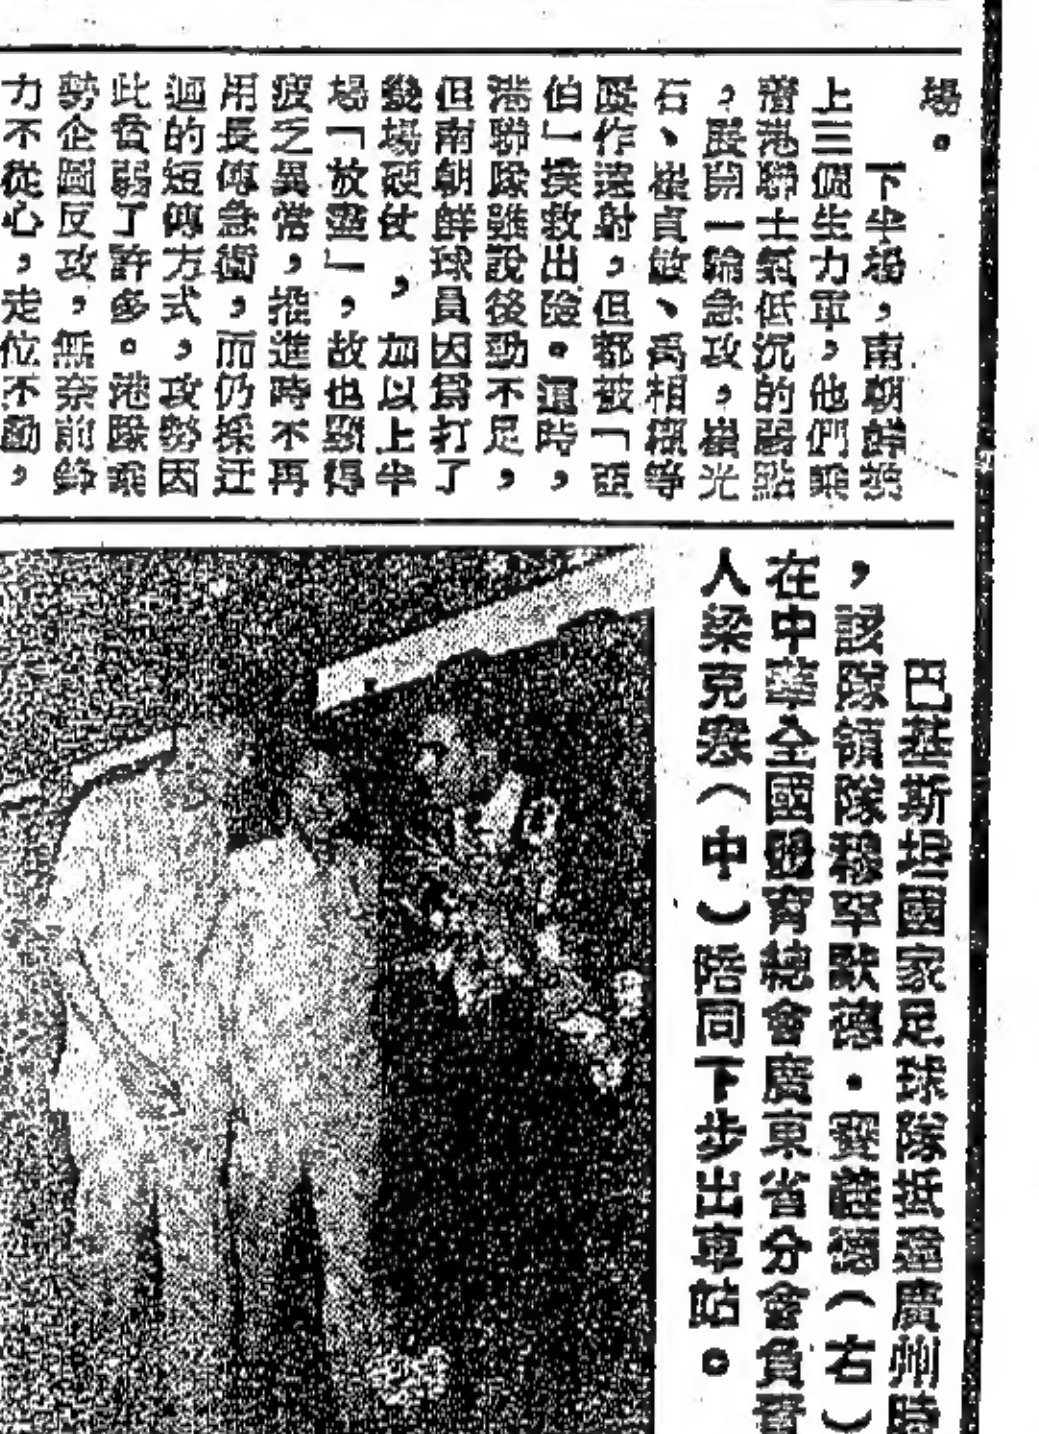 場。
下半場，南朝鮮換
上三個生力軍，他們乘
着港聯士氣低沉的弱點
，展開一輪急攻，崔光
石、崔貞敏、禹相權等
屢作遠射，但都被「亞
伯」撲救出險。這時，
港聯隊雖說後勁不足，
但南朝鮮球員因爲打了
幾場硬仗，加以上半
場「放盡」，故也顯得
疲乏異常，推進時不再
用長傳急衝，而仍採迂
迴的短傳方式，攻勢因
此削弱了許多。港隊乘
勢企圖反攻，無奈前鋒
力不從心，走位不勤，
巴基斯坦國家足球隊抵達廣州時
，該隊領隊穆罕默德·賽薩德（右）
在中華全國體育總會廣東省分會負責
人梁克寒（中）陪同下步出車站。